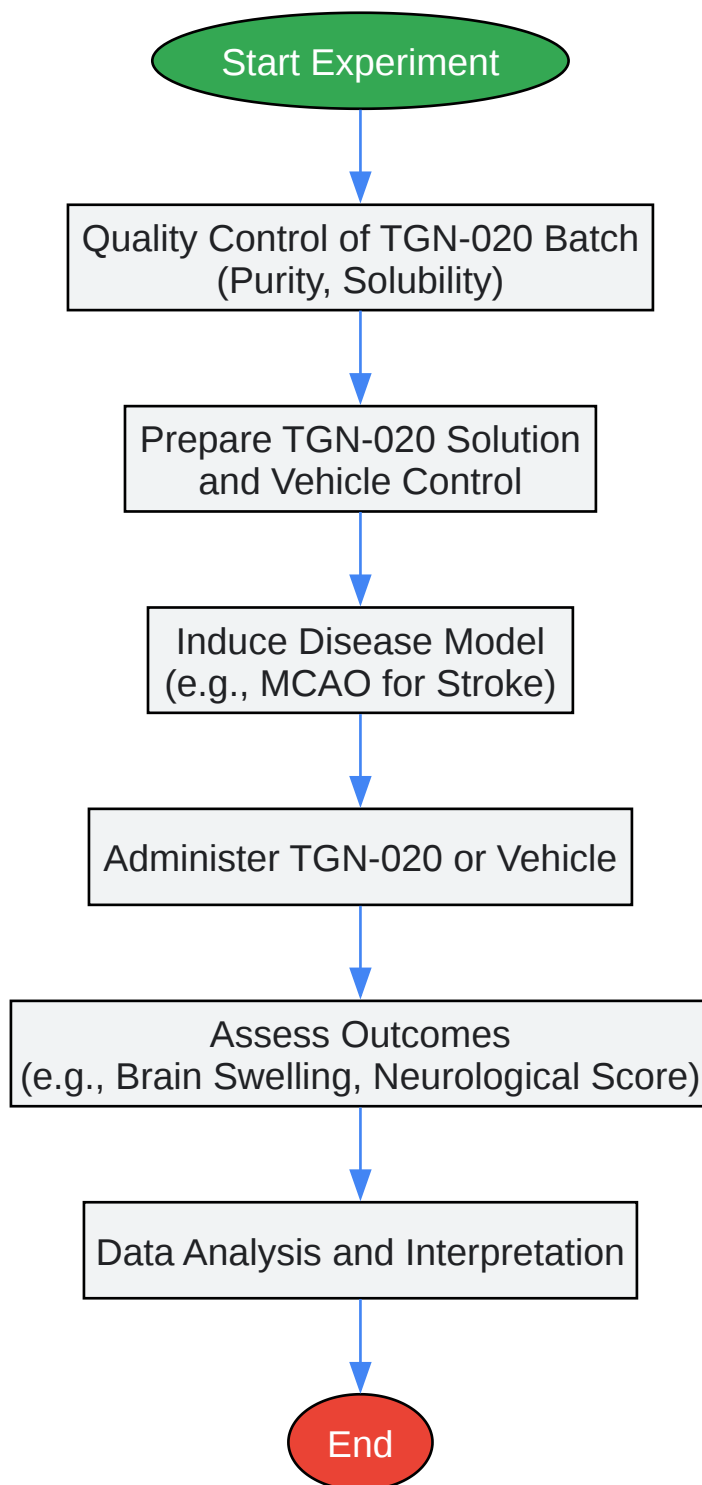 Start Experiment
Quality Control of TGN-020 Batch
(Purity, Solubility)
Prepare TGN-020 Solution
and Vehicle Control
Induce Disease Model
(e.g., MCAO for Stroke)
Administer TGN-020 or Vehicle
Assess Outcomes
(e.g., Brain Swelling, Neurological Score)
Data Analysis and Interpretation
End